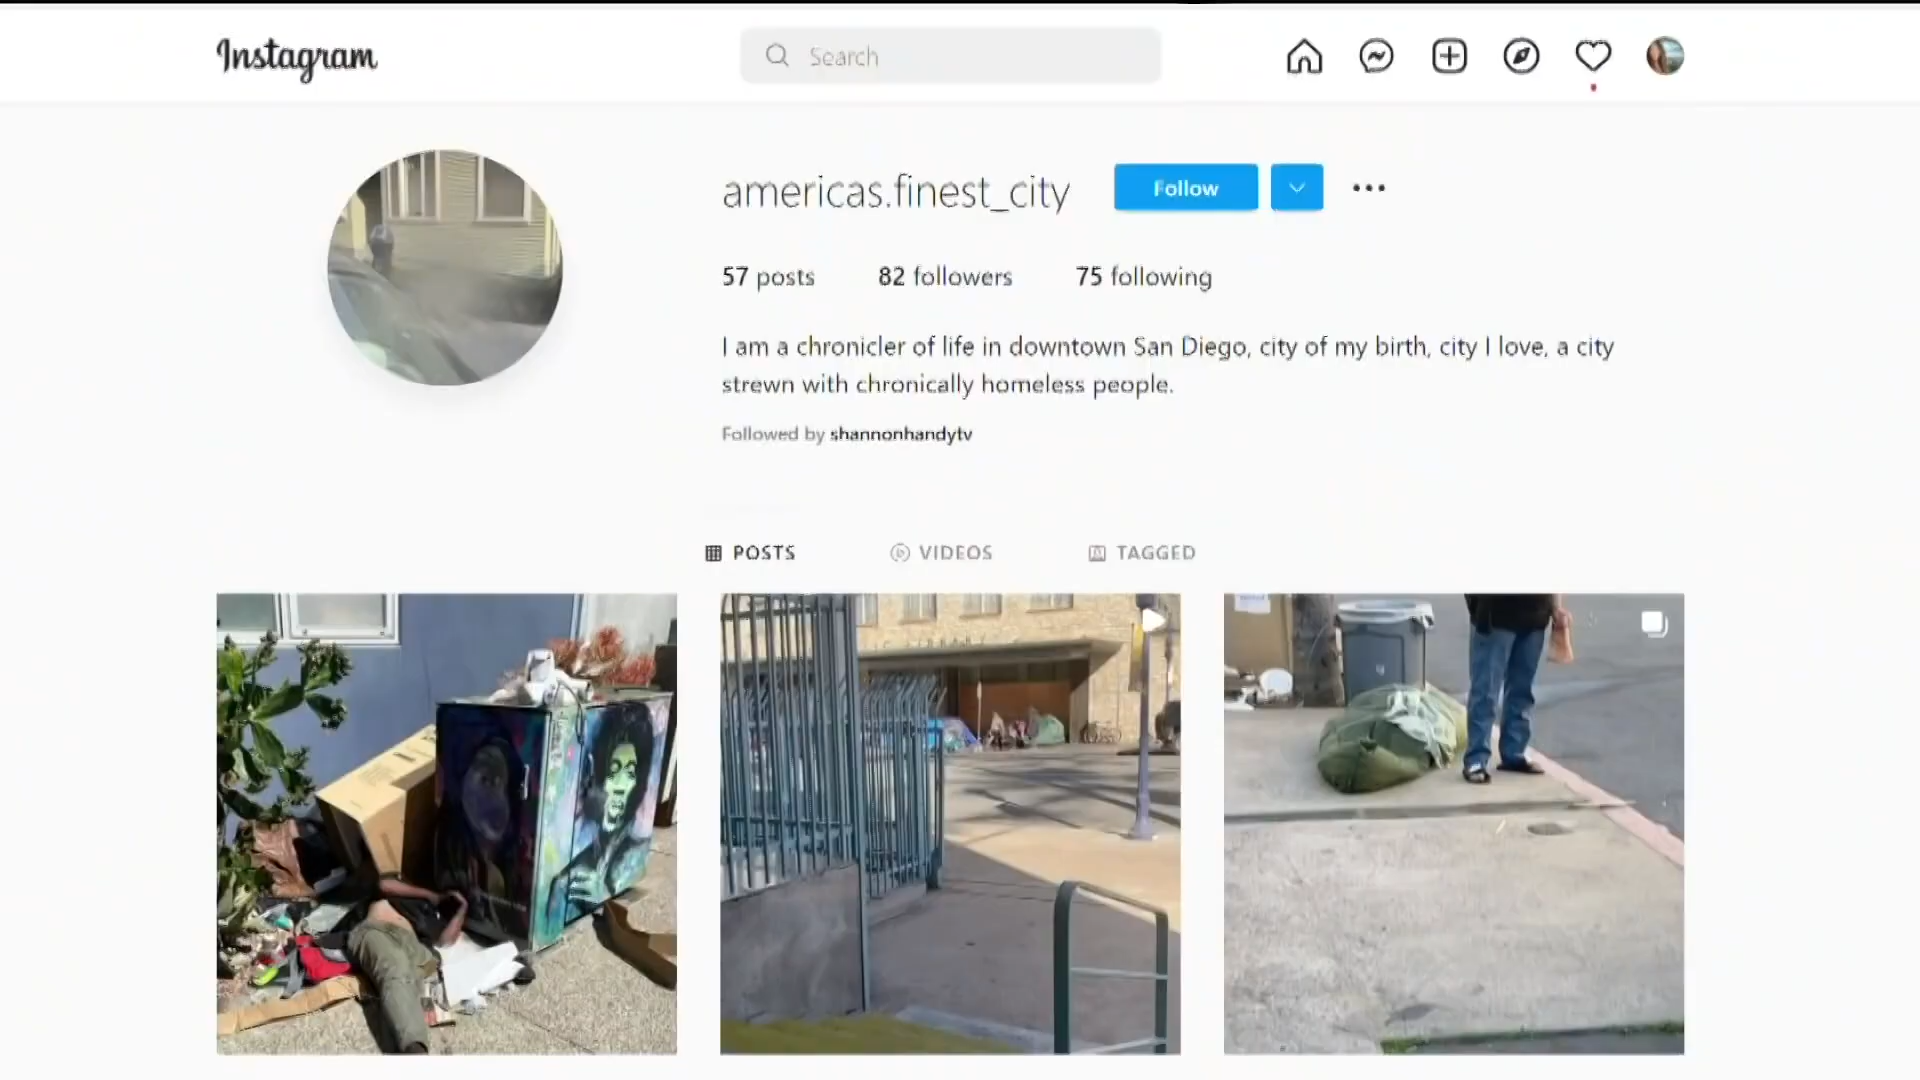 Instagram
Search
americas.finest_city
Follow
57 posts 82 followers 75 following
I am a chronicler of life in downtown San Diego, city of my birth, city I love, a city
strewn with chronically homeless people.
Followed by shannonhandytv
POSTS VIDEOS TAGGED
LIBRARY